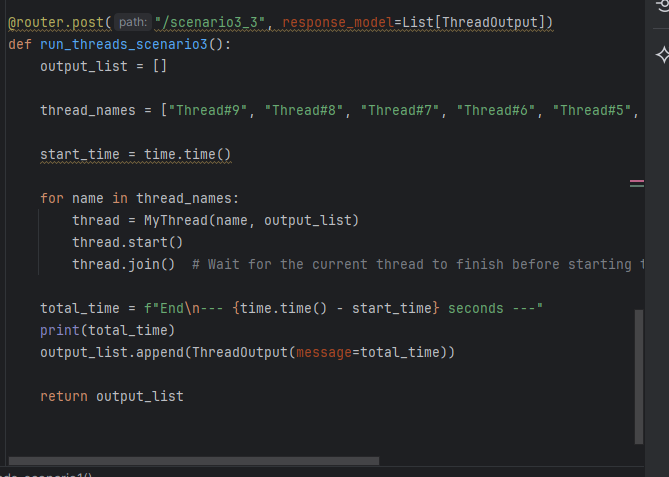 @router.post( path: "/scenario3_3", response_model=List[ThreadOutput])
def run_threads_scenario3():
output_list = []
thread_names = ["Thread#9", "Thread#8", "Thread#7", "Thread#6", "Thread#5",
start_time = time.time()
for name in thread_names:
thread = MyThread(name, output_list)
thread.start()
thread.join()  # Wait for the current thread to finish before starting
total_time = f"End\n--- {time.time() - start_time} seconds ---"
print(total_time)
output_list.append(ThreadOutput(message=total_time))
return output_list